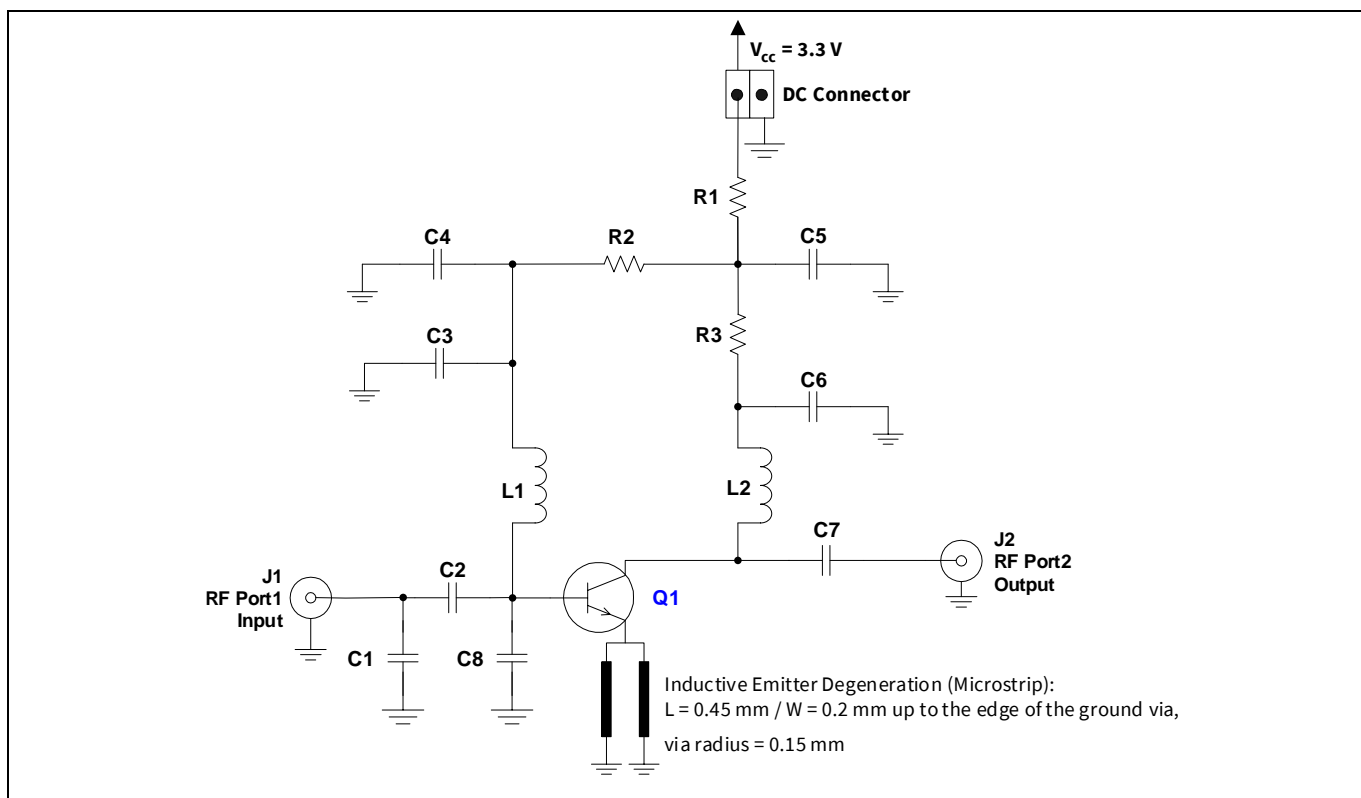 V_cc = 3.3 V
DC Connector
R1
C4
R2
C5
R3
C3
C6
L1
L2
C7
J2
RF Port2
Output
J1
RF Port1
Input
C2
Q1
C1
C8
Inductive Emitter Degeneration (Microstrip):
L = 0.45 mm / W = 0.2 mm up to the edge of the ground via,
via radius = 0.15 mm